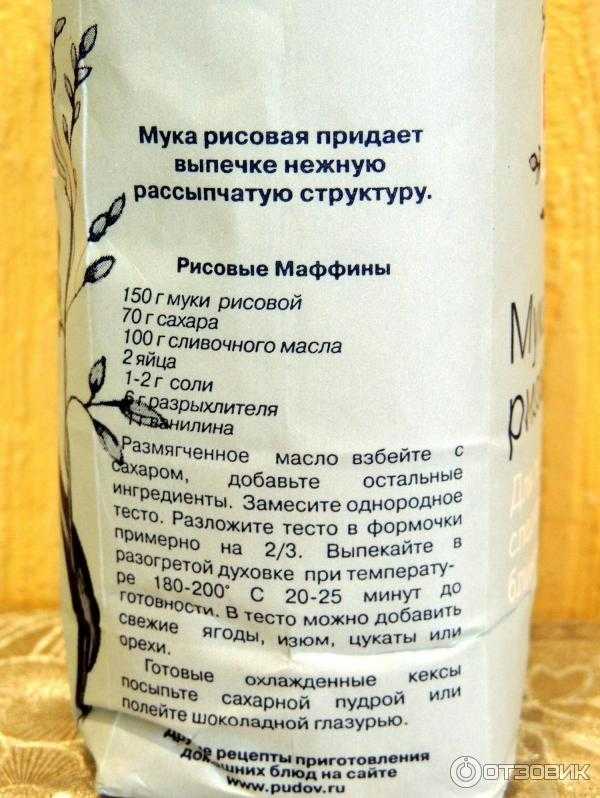 Мука рисовая придает
выпечке нежную
рассыпчатую структуру.
Рисовые Маффины
150 г муки рисовой
70 г сахара
100 г сливочного масла
2 яйца
1-2 г соли
6 г разрыхлителя
1 г ванилина
Размягченное масло взбейте с
сахаром, добавьте остальные
ингредиенты. Замесите однородное
тесто. Разложите тесто в формочки
примерно на 2/3. Выпекайте в
разогретой духовке при температу-
ре 180-200° С 20-25 минут до
готовности. В тесто можно добавить
свежие ягоды, изюм, цукаты или
орехи.
Готовые охлажденные кексы
посыпьте сахарной пудрой или
полейте шоколадной глазурью.
Другие рецепты приготовления
домашних блюд на сайте
www.pudov.ru
ОТЗОВИК